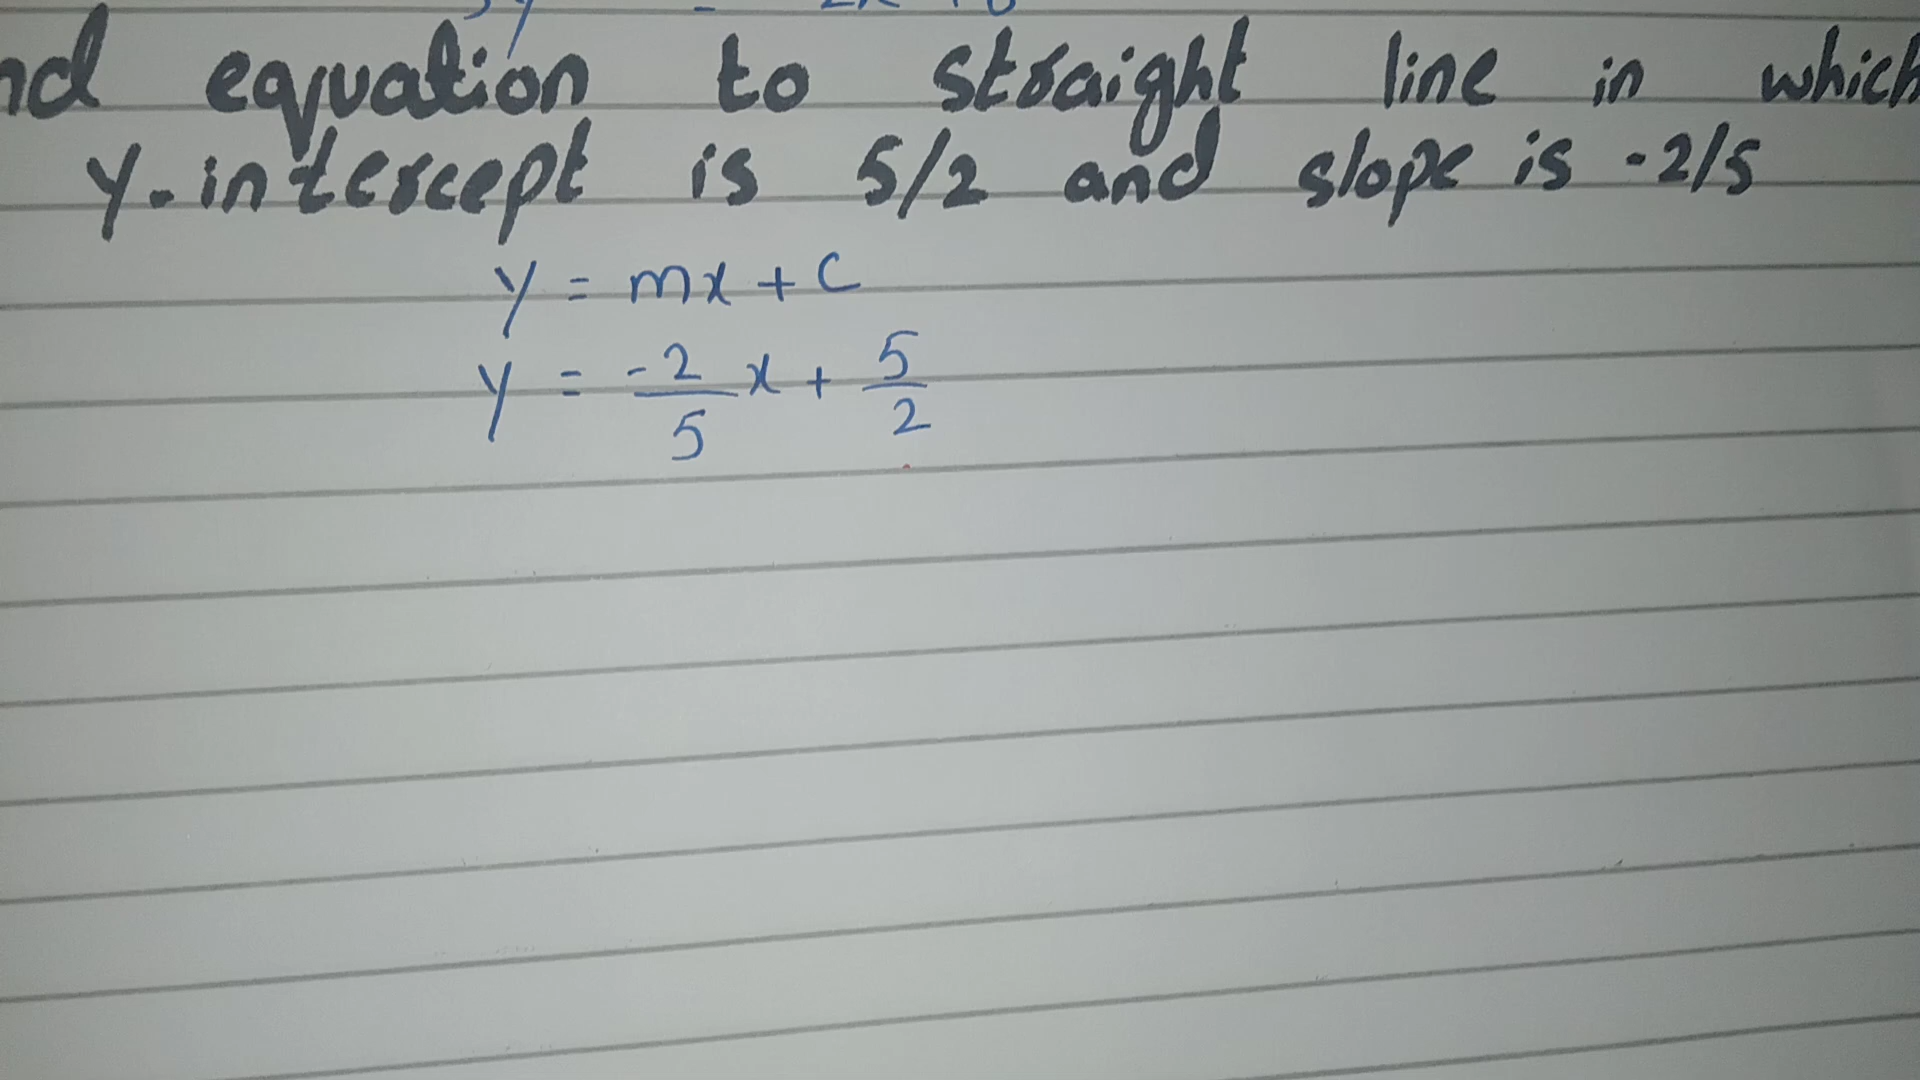 equation to straight line in which
y-intercept is 5/2 and slope is -2/5
y = mx + c
y = -2/5 x + 5/2